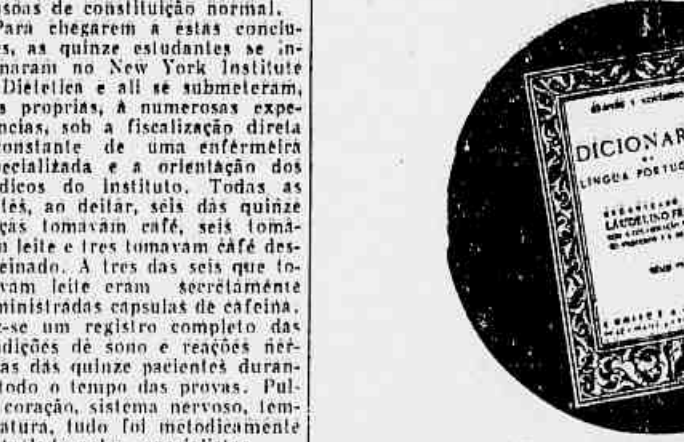 ssoas de constituição normal.
Para chegarem a estas conclu-
s, as quinze estudantes se in-
naram no New York Institute
Dietetica e ali se submeteram,
s proprias, á numerosas expe-
ncias, sob a fiscalização direta
onstante de uma enfermeira
ecializada e a orientação dos
dicos do instituto. Todas as
tes, ao deitar, seis das quinze
ças tomavam café, seis toma-
m leite e tres tomavam café des-
einado. A tres das seis que to-
vam leite eram secretamente
ministradas capsulas de cafeina.
z-se um registro completo das
dições de sono e reações ner-
as das quinze pacientes duran-
todo o tempo das provas. Pul-
coração, sistema nervoso, tem-
atura, tudo foi metodicamente
DICIONAR
LINGUA PORTUG
LAUDELINO FR